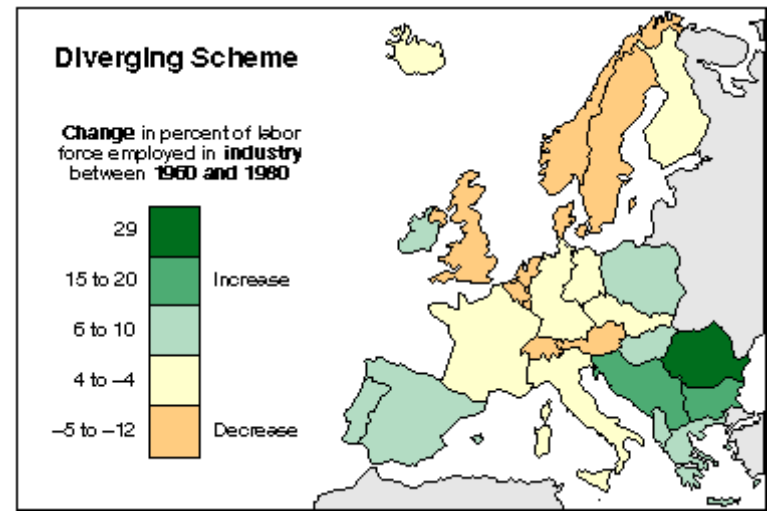 Diverging Scheme
Change in percent of labor
force employed in industry
between 1960 and 1980
29
15 to 20 Increase
6 to 10
4 to –4
–5 to –12 Decrease